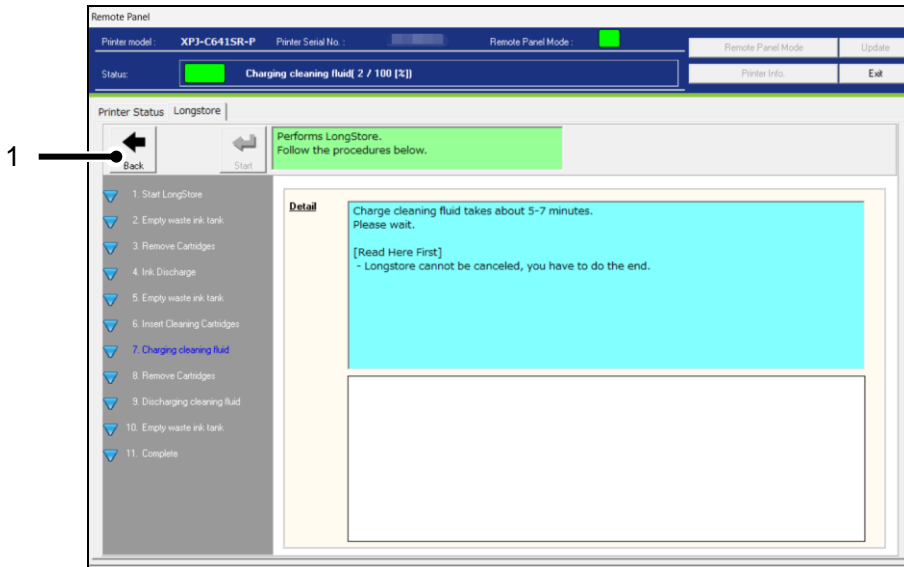 Remote Panel
Printer model : XPJ-C641SR-P Printer Serial No. : Remote Panel Mode :
Remote Panel Mode Update
Status: Charging cleaning fluid( 2 / 100 [%])
Printer Info. Exit
Printer Status Longstore
1
Back
Start
Performs LongStore.
Follow the procedures below.
1. Start LongStore
2. Empty waste ink tank
3. Remove Cartridges
4. Ink Discharge
5. Empty waste ink tank
6. Insert Cleaning Cartridges
7. Charging cleaning fluid
8. Remove Cartridges
9. Discharging cleaning fluid
10. Empty waste ink tank
11. Complete
Detail
Charge cleaning fluid takes about 5-7 minutes.
Please wait.
[Read Here First]
- Longstore cannot be canceled, you have to do the end.